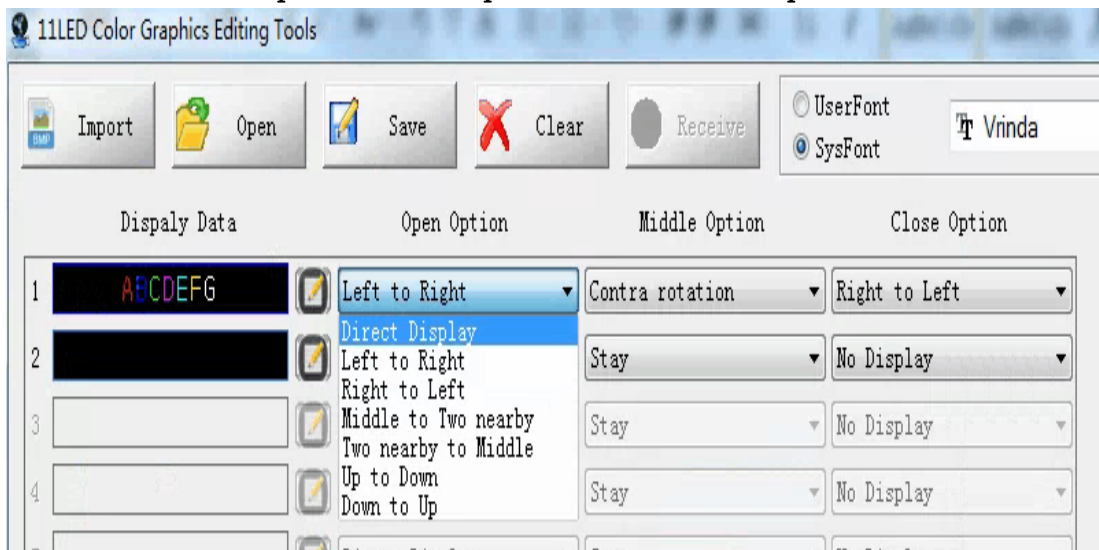 11LED Color Graphics Editing Tools
BMP Import Open Save Clear Receive UserFont SysFont Vrinda
Dispaly Data Open Option Middle Option Close Option
1 ABCDEFG Left to Right Contra rotation Right to Left
Direct Display
2 Left to Right Stay No Display
Right to Left
3 Middle to Two nearby Stay No Display
Two nearby to Middle
4 Up to Down Stay No Display
Down to Up